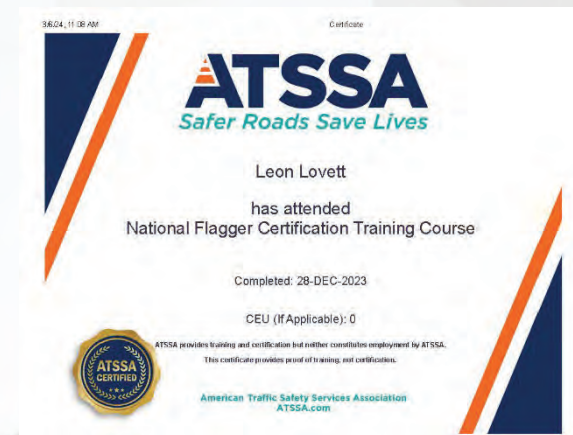 3/6/24, 11:08 AM
Certificate
ATSSA
Safer Roads Save Lives
Leon Lovett
has attended
National Flagger Certification Training Course
Completed: 28-DEC-2023
CEU (If Applicable): 0
ATSSA provides training and certification but neither constitutes employment by ATSSA.
This certificate provides proof of training, not certification.
ATSSA
CERTIFIED
American Traffic Safety Services Association
ATSSA.com